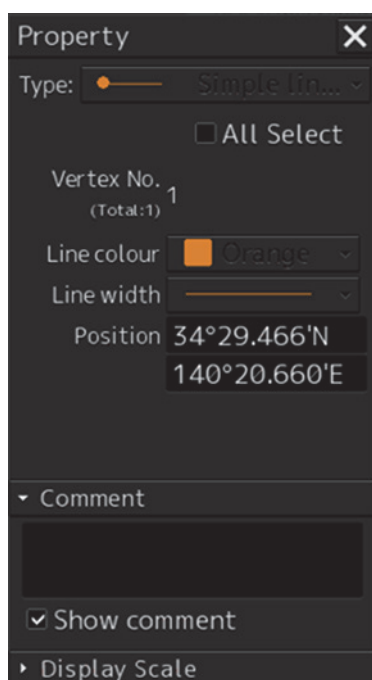 Property
Type: Simple lin...
All Select
Vertex No. 1
(Total:1)
Line colour Orange
Line width
Position 34°29.466'N
140°20.660'E
Comment
Show comment
Display Scale